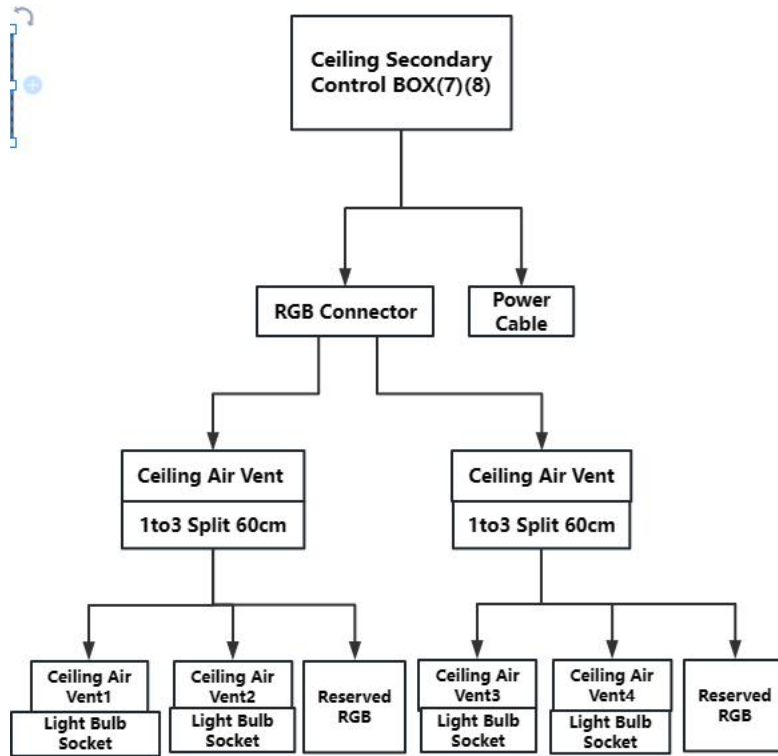 Ceiling Secondary
Control BOX(7)(8)
RGB Connector
Power
Cable
Ceiling Air Vent
1to3 Split 60cm
Ceiling Air Vent
1to3 Split 60cm
Ceiling Air
Vent1
Light Bulb
Socket
Ceiling Air
Vent2
Light Bulb
Socket
Reserved
RGB
Ceiling Air
Vent3
Light Bulb
Socket
Ceiling Air
Vent4
Light Bulb
Socket
Reserved
RGB